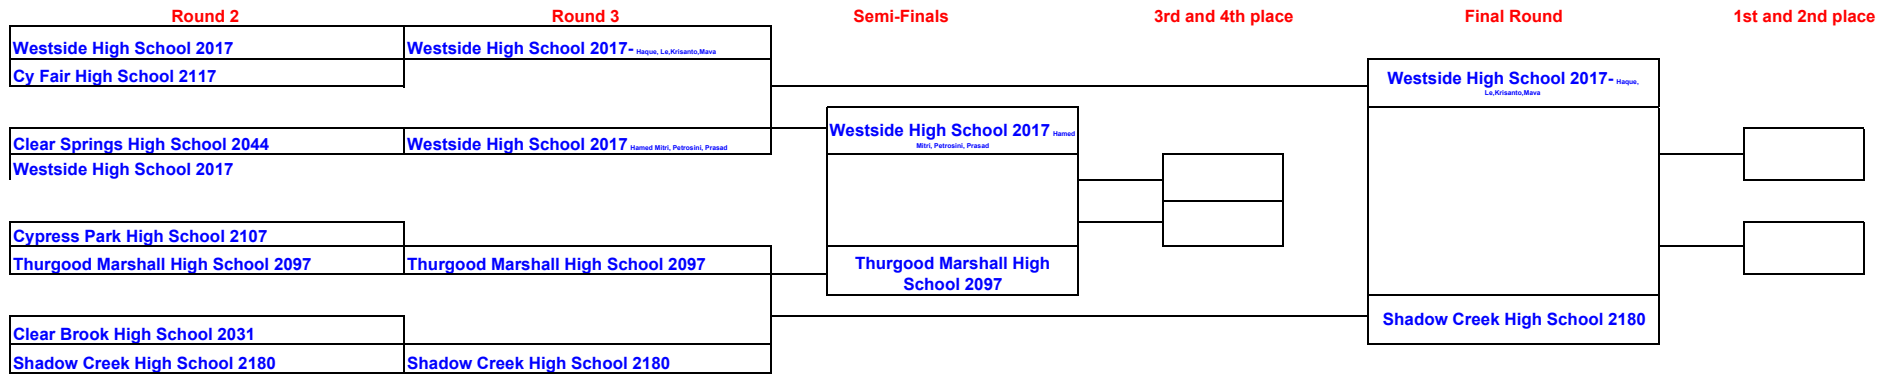 Round 2 Round 3 Semi-Finals 3rd and 4th place Final Round 1st and 2nd place
Westside High School 2017 Westside High School 2017- Haque, Le,Krisanto,Mava
Cy Fair High School 2117
Westside High School 2017- Haque,
Le,Krisanto,Mava
Clear Springs High School 2044 Westside High School 2017 Hamed Mitri, Petrosini, Prasad
Westside High School 2017
Westside High School 2017 Hamed
Mitri, Petrosini, Prasad
Cypress Park High School 2107
Thurgood Marshall High School 2097 Thurgood Marshall High School 2097
Thurgood Marshall High
School 2097
Clear Brook High School 2031
Shadow Creek High School 2180
Shadow Creek High School 2180 Shadow Creek High School 2180